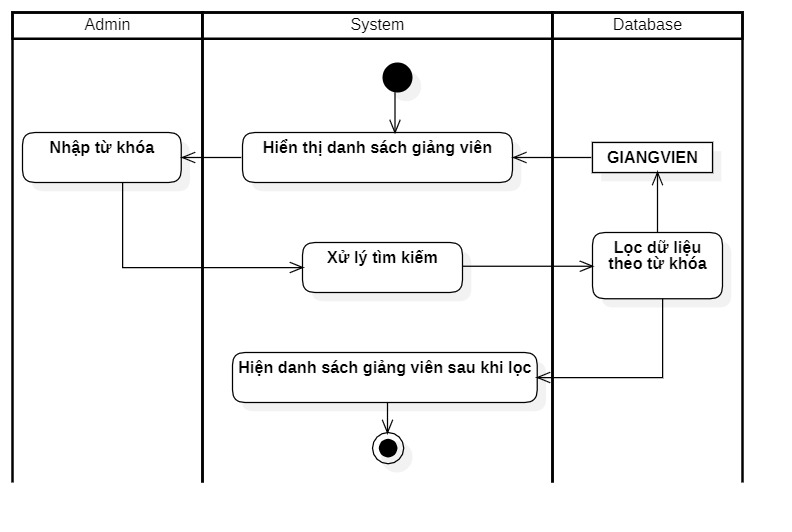 Admin
System
Database
Nhập từ khóa
Hiển thị danh sách giảng viên
GIANGVIEN
Xử lý tìm kiếm
Lọc dữ liệu
theo từ khóa
Hiện danh sách giảng viên sau khi lọc